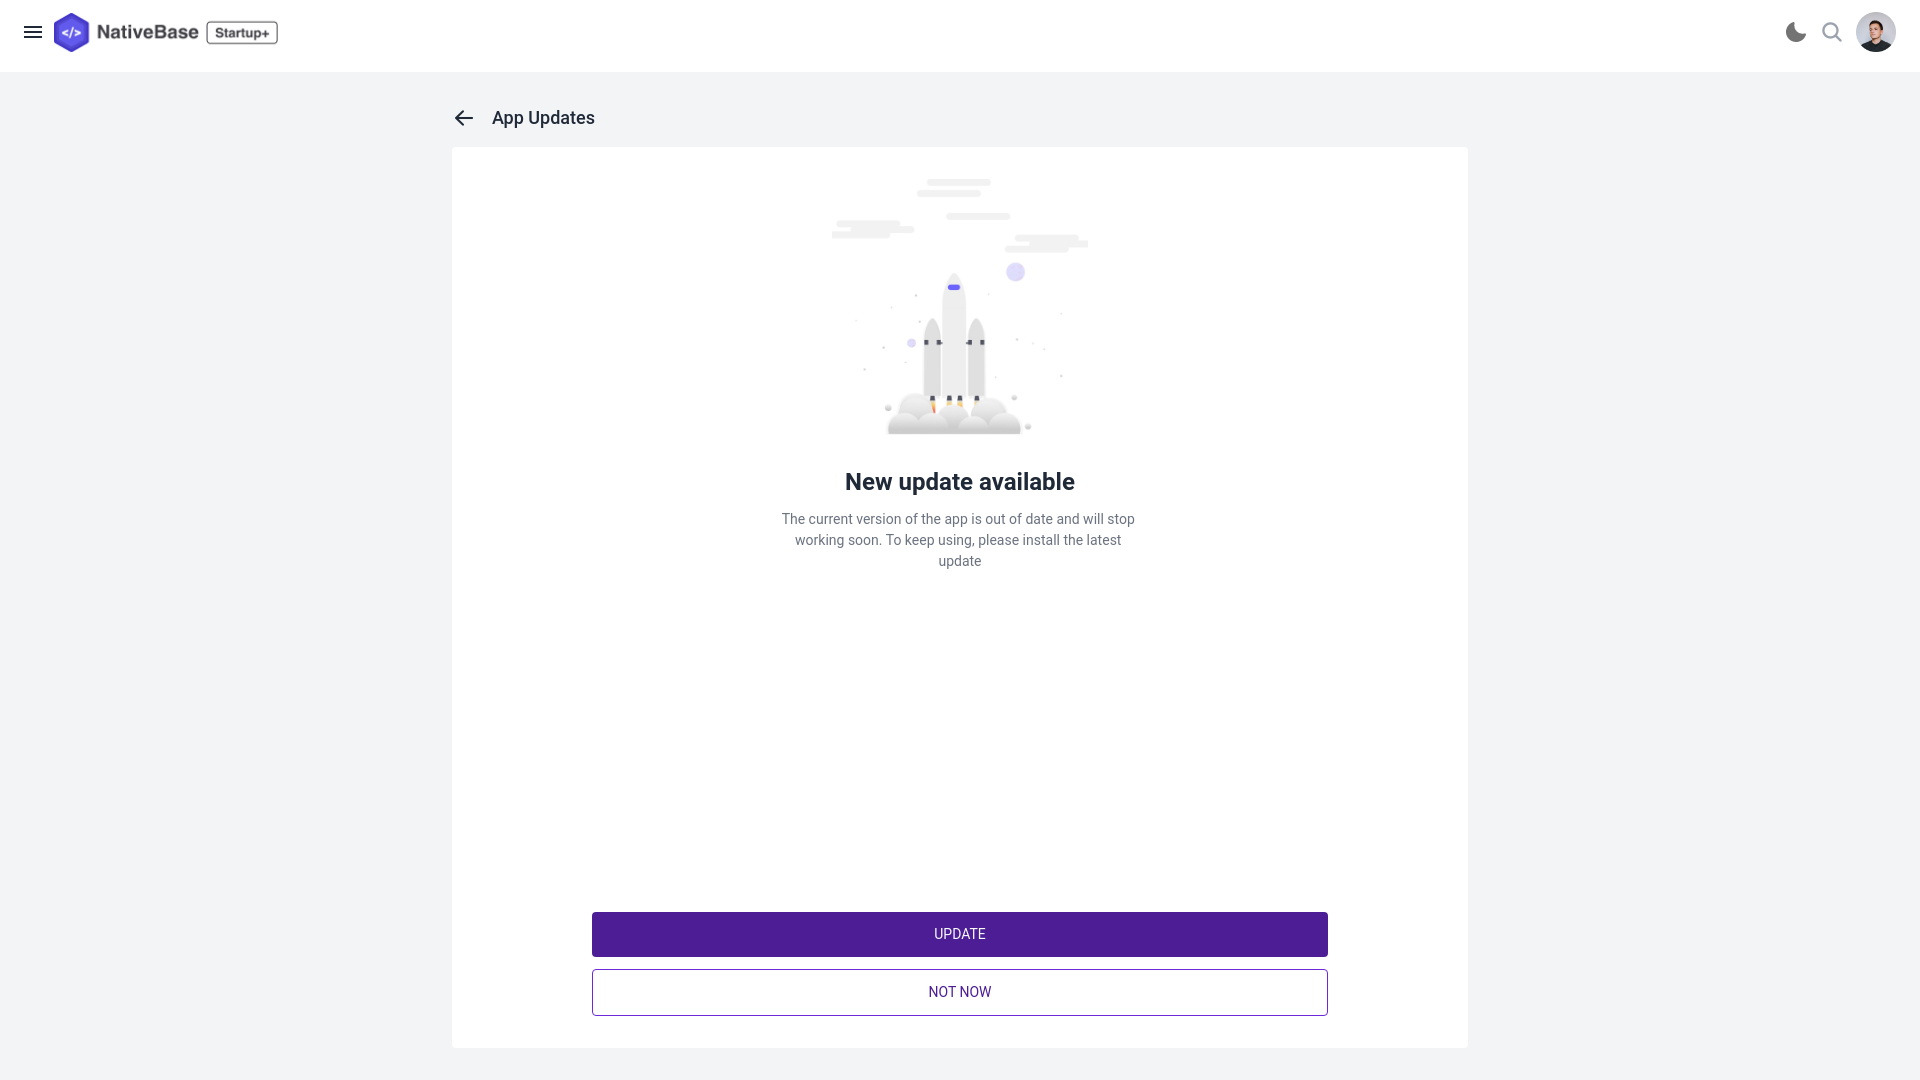 </> NativeBase Startup+
App Updates
New update available
The current version of the app is out of date and will stop
working soon. To keep using, please install the latest
update
UPDATE
NOT NOW